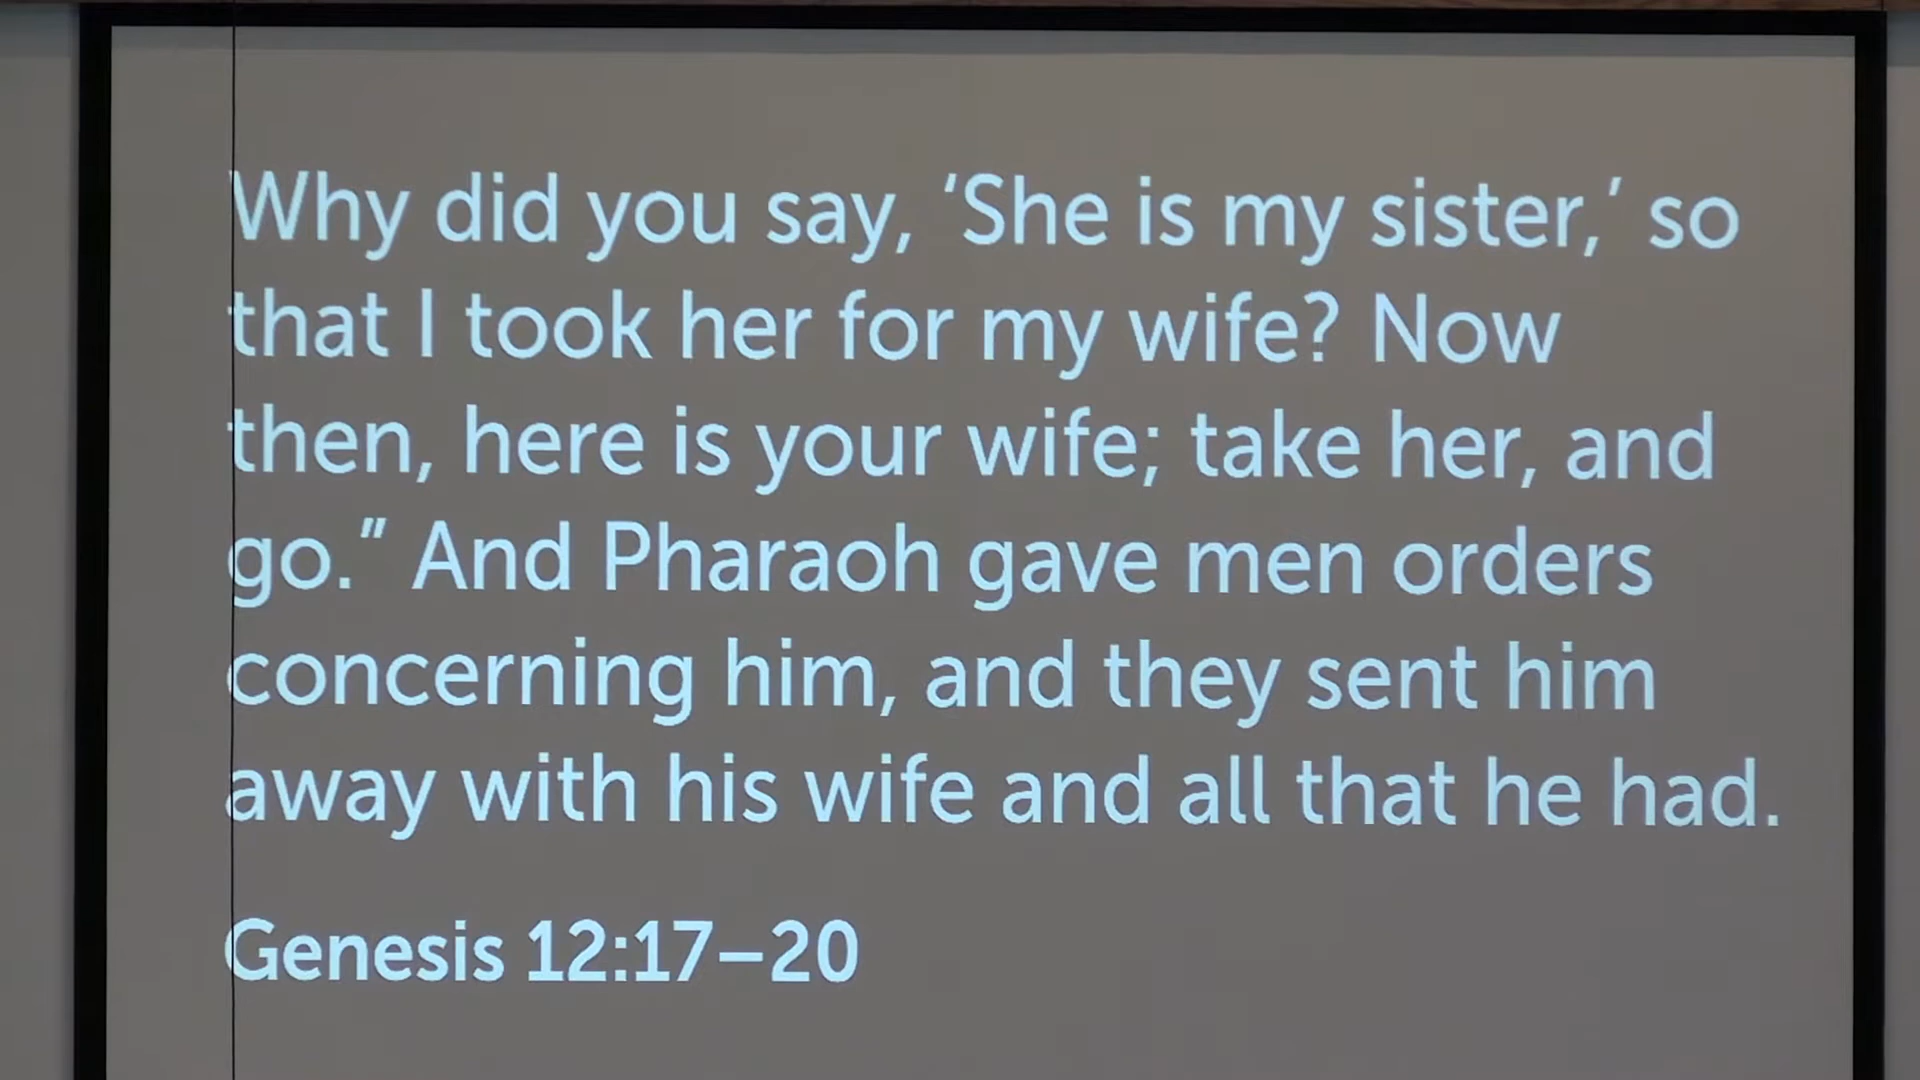 Why did you say, ‘She is my sister,’ so
that I took her for my wife? Now
then, here is your wife; take her, and
go.” And Pharaoh gave men orders
concerning him, and they sent him
away with his wife and all that he had.
Genesis 12:17–20